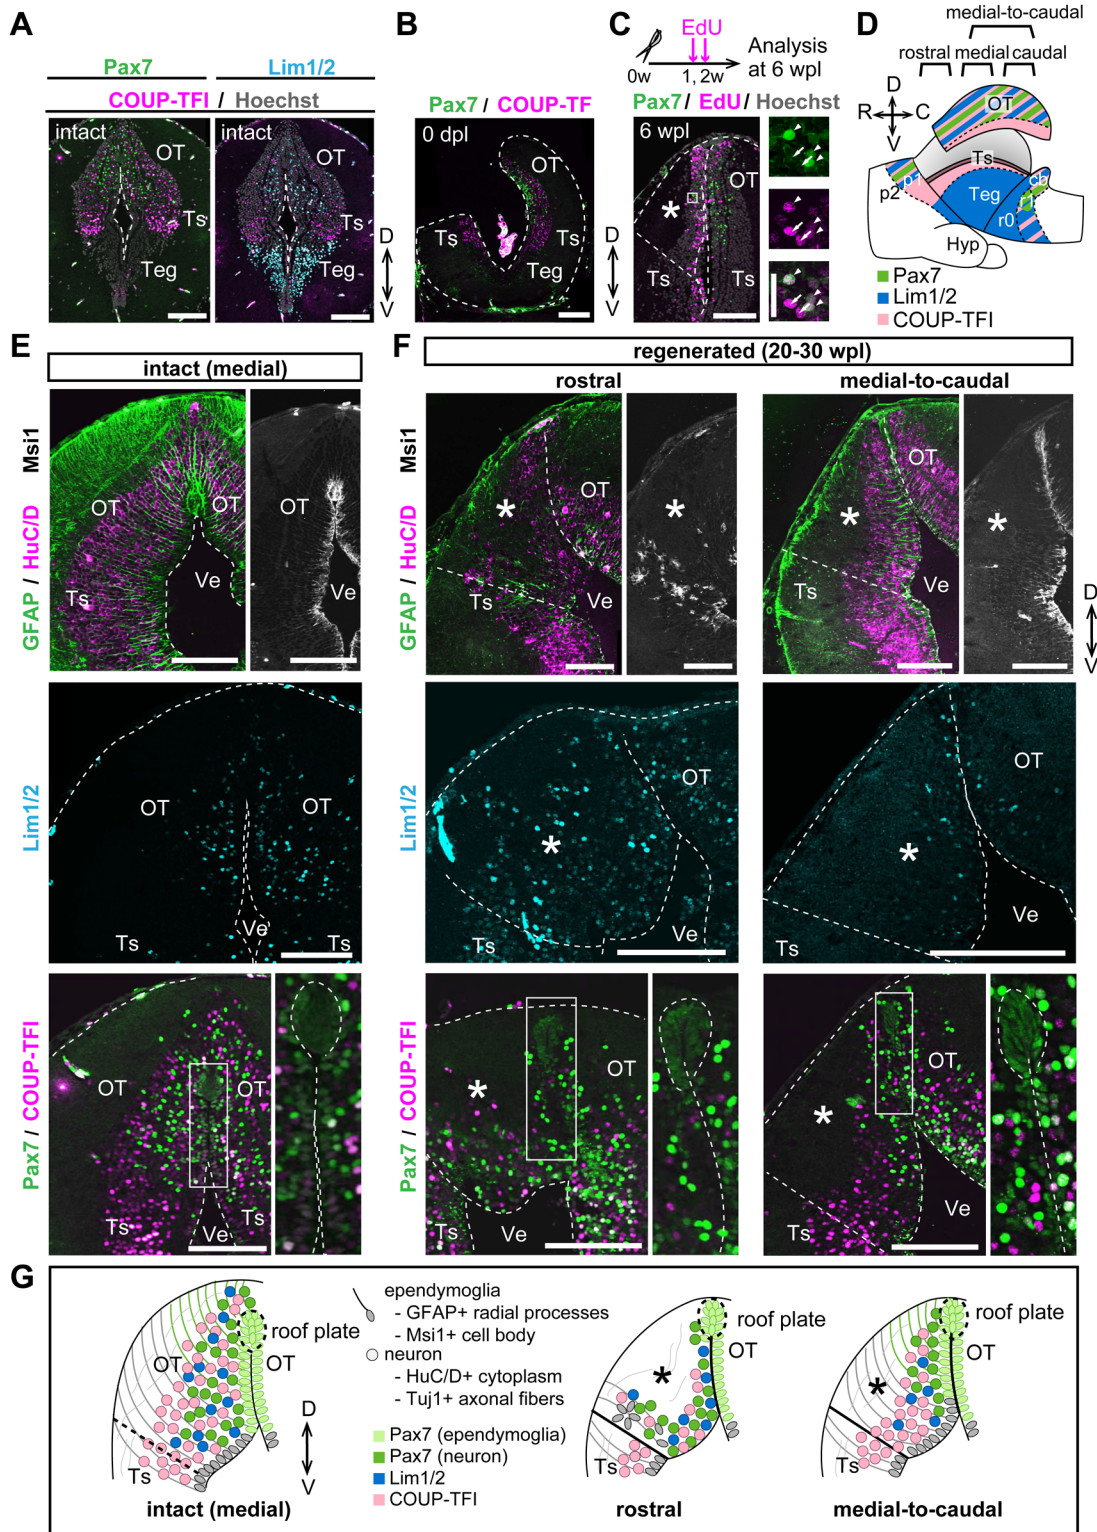 A
Pax7
Lim1/2
COUP-TFI / Hoechst
intact
OT
Ts
Teg
intact
OT
Ts
Teg
D
V
B
Pax7 / COUP-TF
0 dpl
OT
Ts
Ts
Teg
D
V
C
EdU
0w
1, 2w
Analysis
at 6 wpl
Pax7/ EdU/ Hoechst
6 wpl
OT
*
Ts
Ts
D
medial-to-caudal
rostral
medial
caudal
D
R
C
V
OT
Ts
p1
p2
Teg
cb
r1
r0
Hyp
Pax7
Lim1/2
COUP-TFI
E
intact (medial)
GFAP / HuC/D
Msi1
OT
OT
Ts
Ve
OT
Ve
Lim1/2
OT
OT
Ts
Ve
Ts
Pax7 / COUP-TFI
OT
OT
Ts
Ve
Ts
F
regenerated (20-30 wpl)
rostral
medial-to-caudal
GFAP / HuC/D
Msi1
*
OT
Ts
Ve
*
OT
*
Ts
Ve
*
D
V
Lim1/2
OT
*
Ts
Ve
OT
*
Ts
Ve
Pax7 / COUP-TFI
OT
*
Ts
Ve
OT
*
Ts
Ve
G
OT
OT
roof plate
Ts
D
V
intact (medial)
ependymoglia
- GFAP+ radial processes
- Msi1+ cell body
neuron
- HuC/D+ cytoplasm
- Tuj1+ axonal fibers
Pax7 (ependymoglia)
Pax7 (neuron)
Lim1/2
COUP-TFI
roof plate
OT
*
Ts
rostral
roof plate
OT
*
Ts
medial-to-caudal